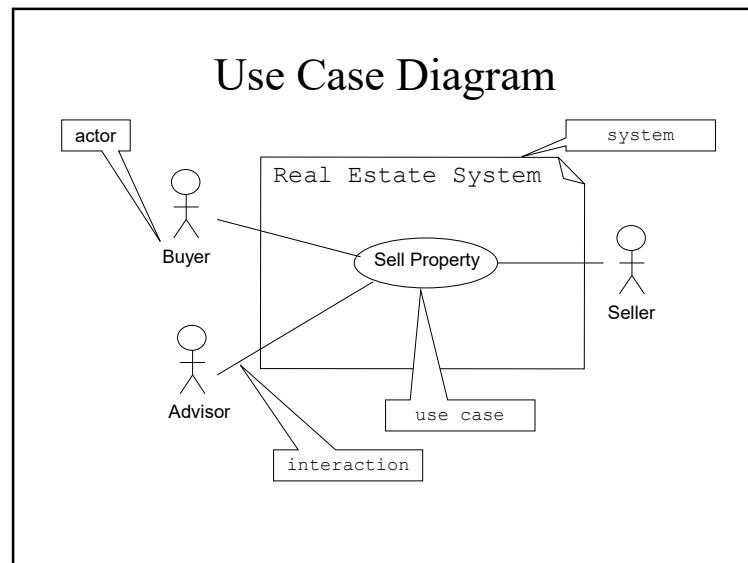 Use Case Diagram
actor
system
Real Estate System
Buyer
Sell Property
Seller
Advisor
use case
interaction